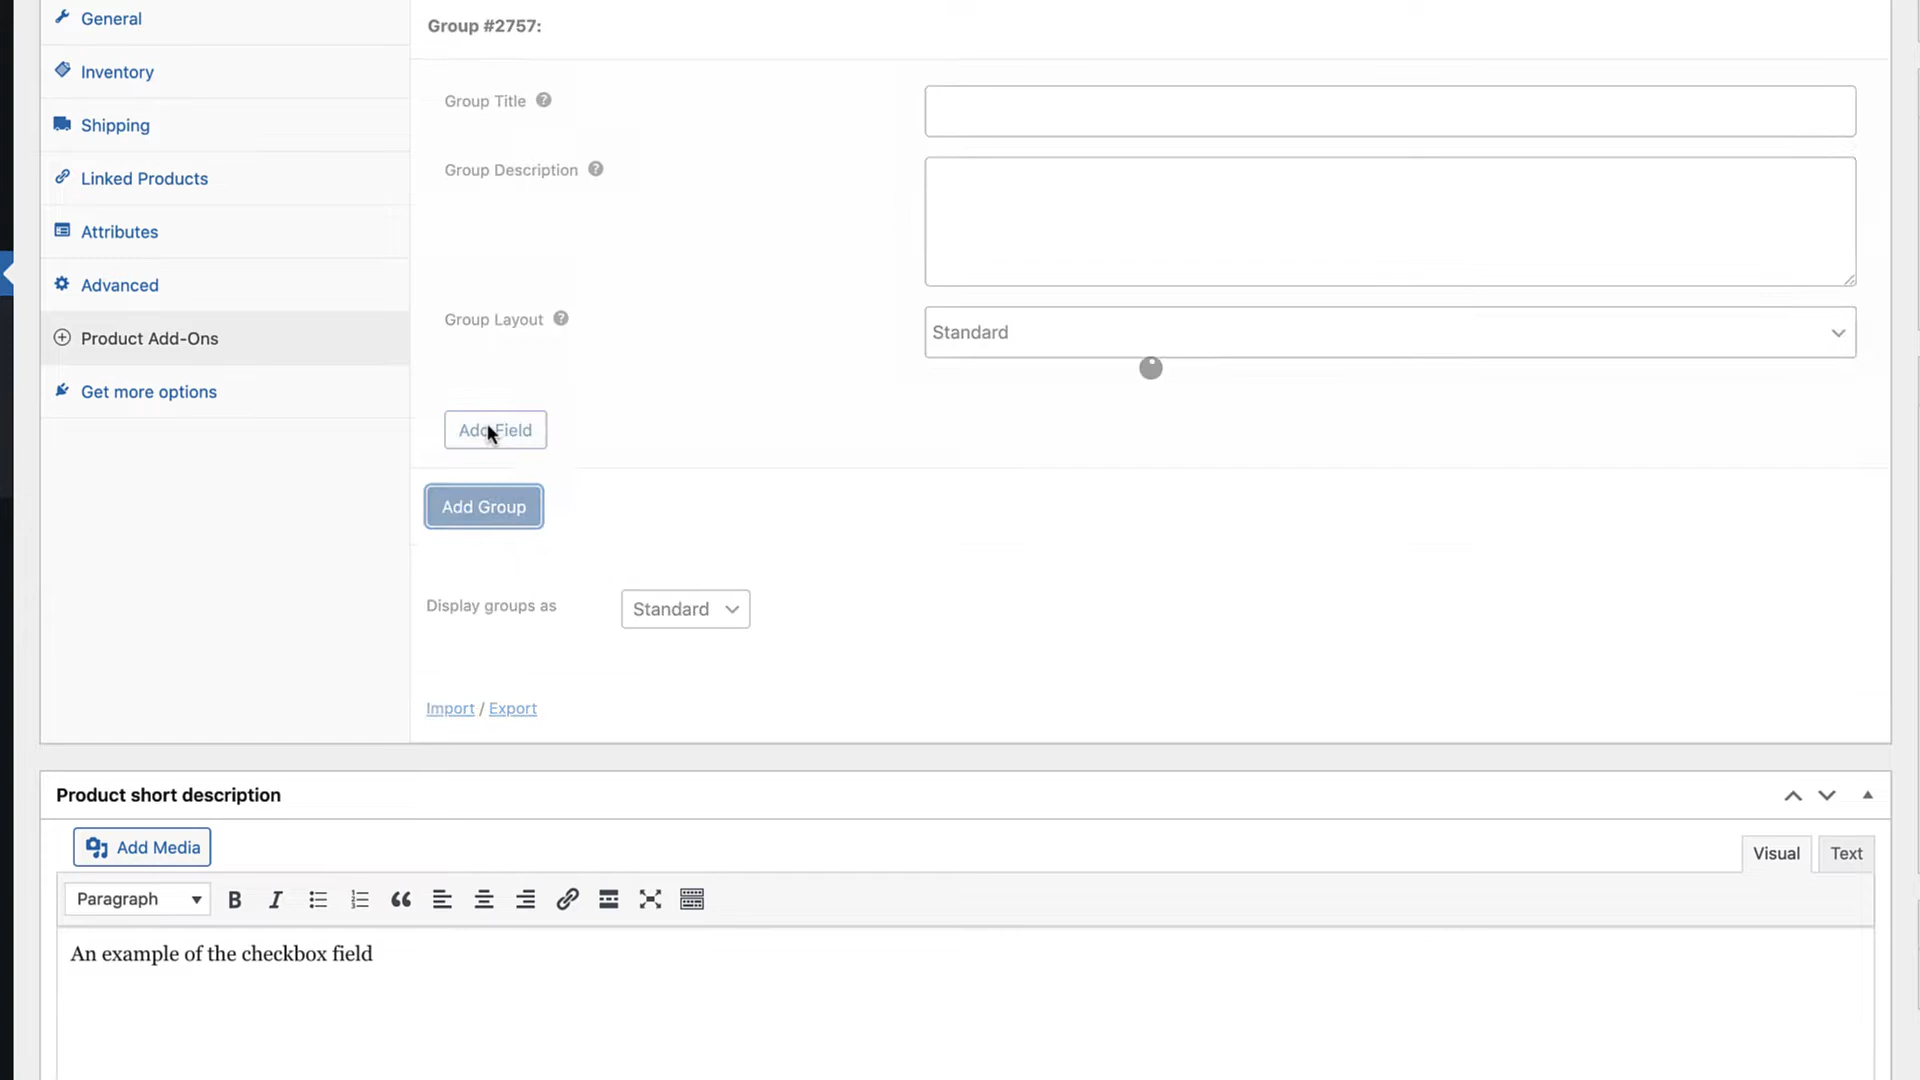 General
Inventory
Shipping
Linked Products
Attributes
Advanced
Product Add-Ons
Get more options
Group #2757:
Group Title
Group Description
Group Layout
Standard
Add Field
Add Group
Display groups as
Standard
Import / Export
Product short description
Add Media
Visual
Text
Paragraph
An example of the checkbox field